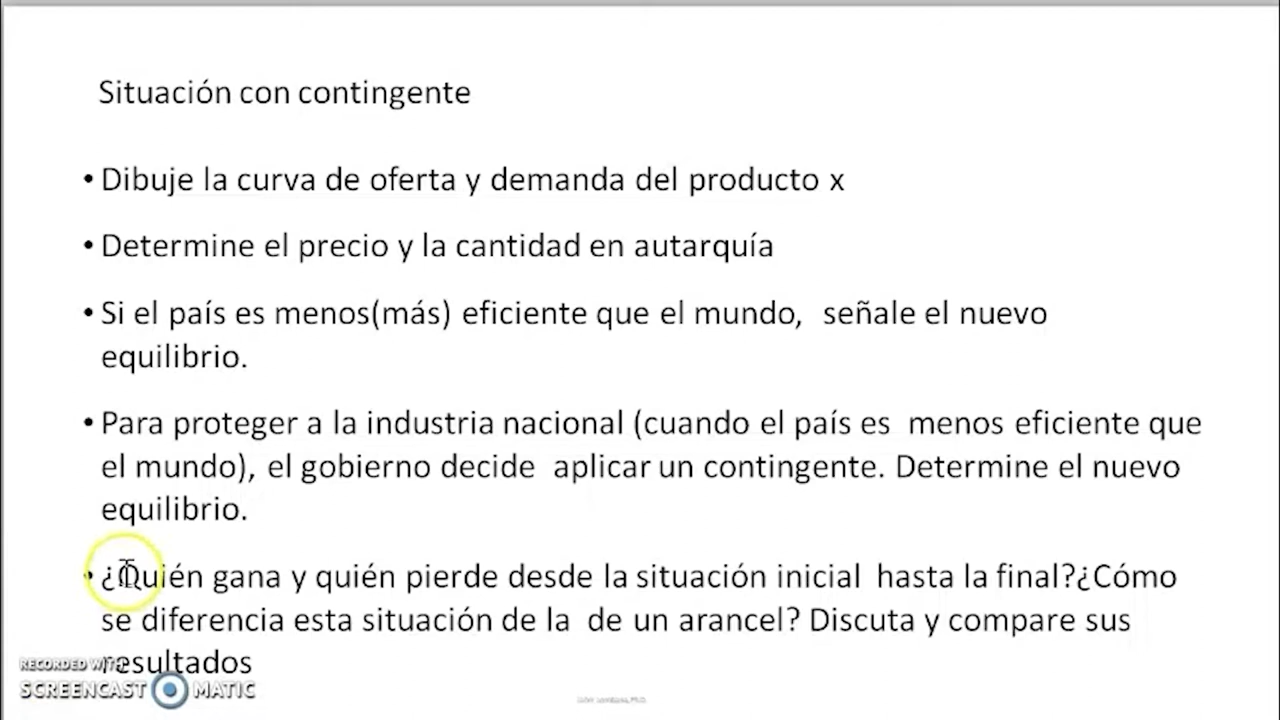 Situación con contingente
• Dibuje la curva de oferta y demanda del producto x
• Determine el precio y la cantidad en autarquía
• Si el país es menos(más) eficiente que el mundo, señale el nuevo
equilibrio.
• Para proteger a la industria nacional (cuando el país es menos eficiente que
el mundo), el gobierno decide aplicar un contingente. Determine el nuevo
equilibrio.
• ¿Quién gana y quién pierde desde la situación inicial hasta la final?¿Cómo
se diferencia esta situación de la de un arancel? Discuta y compare sus
resultados
RECORDED WITH
SCREENCAST MATIC